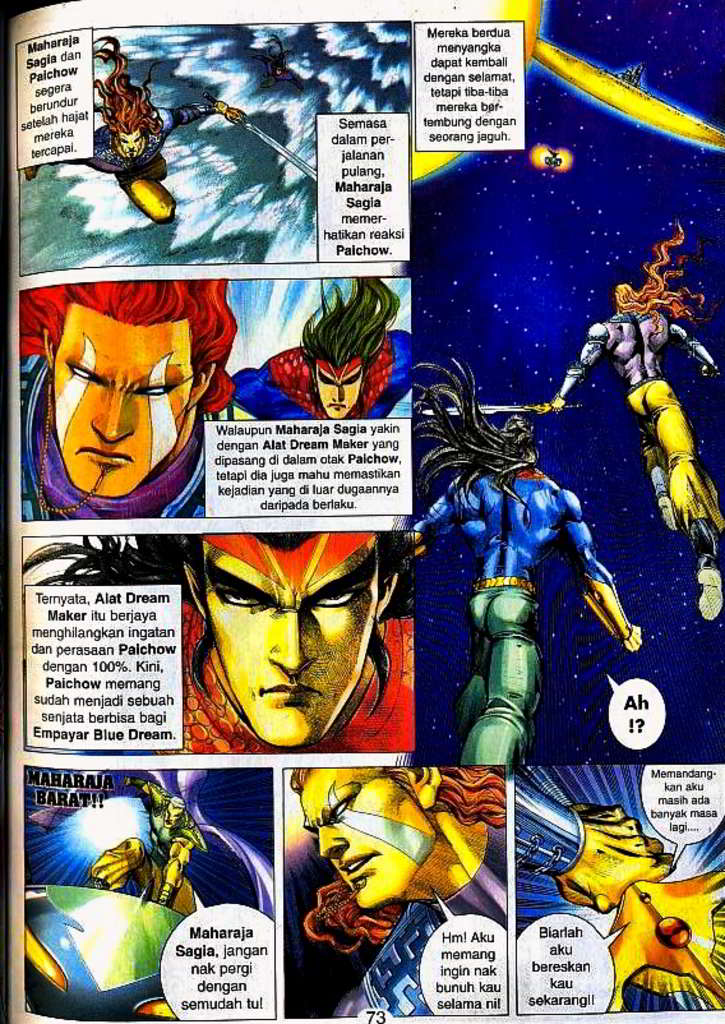 Maharaja
Sagia dan
Paichow
segera
berundur
setelah hajat
mereka
tercapai.
Semasa
dalam per-
jalanan
pulang,
Maharaja
Sagia
memer-
hatikan reaksi
Paichow.
Mereka berdua
menyangka
dapat kembali
dengan selamat,
tetapi tiba-tiba
mereka ber-
tembung dengan
seorang jaguh.
Walaupun Maharaja Sagia yakin
dengan Alat Dream Maker yang
dipasang di dalam otak Paichow,
tetapi dia juga mahu memastikan
kejadian yang di luar dugaannya
daripada berlaku.
Ternyata, Alat Dream
Maker itu berjaya
menghilangkan ingatan
dan perasaan Paichow
dengan 100%. Kini,
Paichow memang
sudah menjadi sebuah
senjata berbisa bagi
Empayar Blue Dream.
Ah
!?
MAHARAJA
BARAT!!
Maharaja
Sagia, jangan
nak pergi
dengan
semudah tu!
Hm! Aku
memang
ingin nak
bunuh kau
selama ni!
Memandang-
kan aku
masih ada
banyak masa
lagi....
Biarlah
aku
bereskan
kau
sekarang!!
73